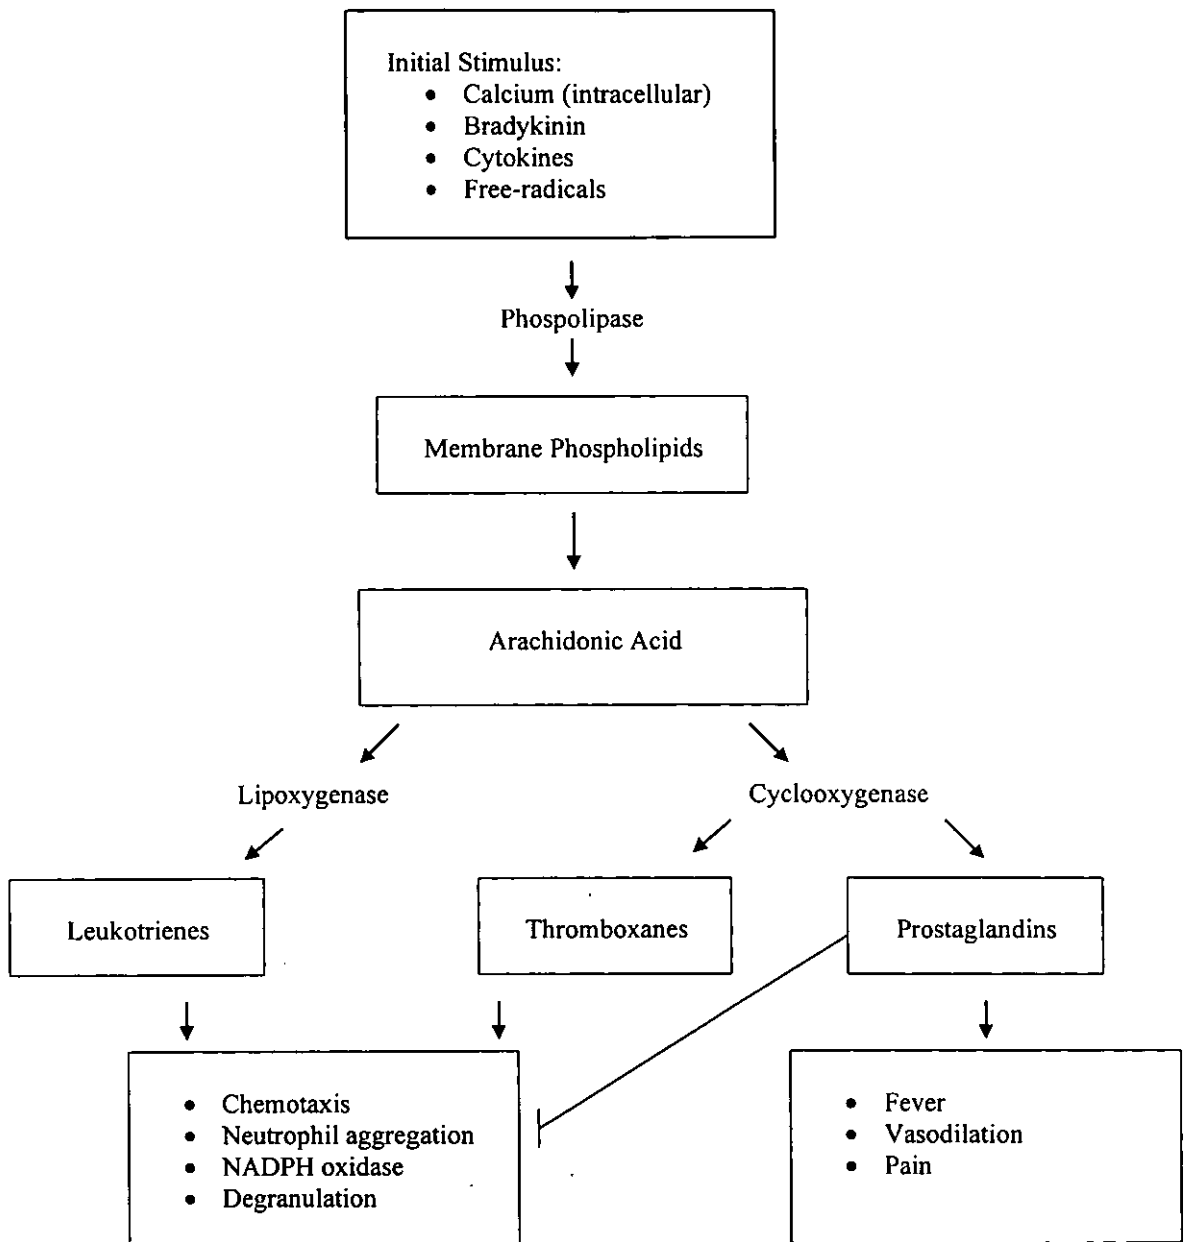 Initial Stimulus:
• Calcium (intracellular)
• Bradykinin
• Cytokines
• Free-radicals
Phospolipase
Membrane Phospholipids
Arachidonic Acid
Lipoxygenase
Cyclooxygenase
Leukotrienes
Thromboxanes
Prostaglandins
• Chemotaxis
• Neutrophil aggregation
• NADPH oxidase
• Degranulation
• Fever
• Vasodilation
• Pain